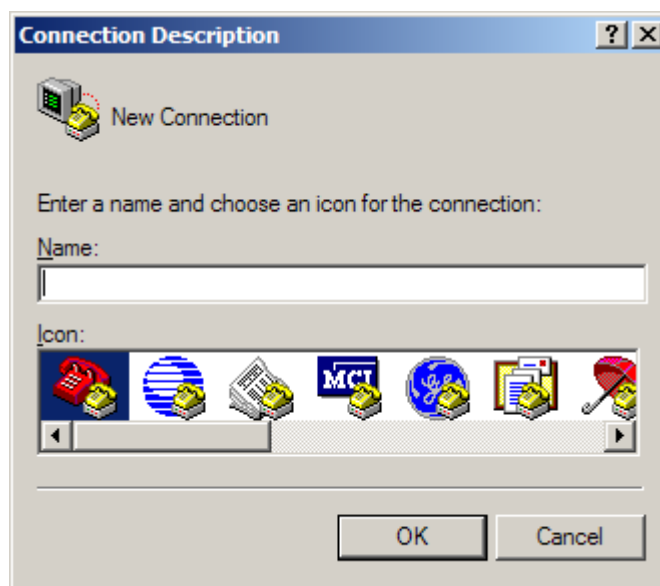 Connection Description
New Connection
Enter a name and choose an icon for the connection:
Name:
Icon:
MCI
OK
Cancel